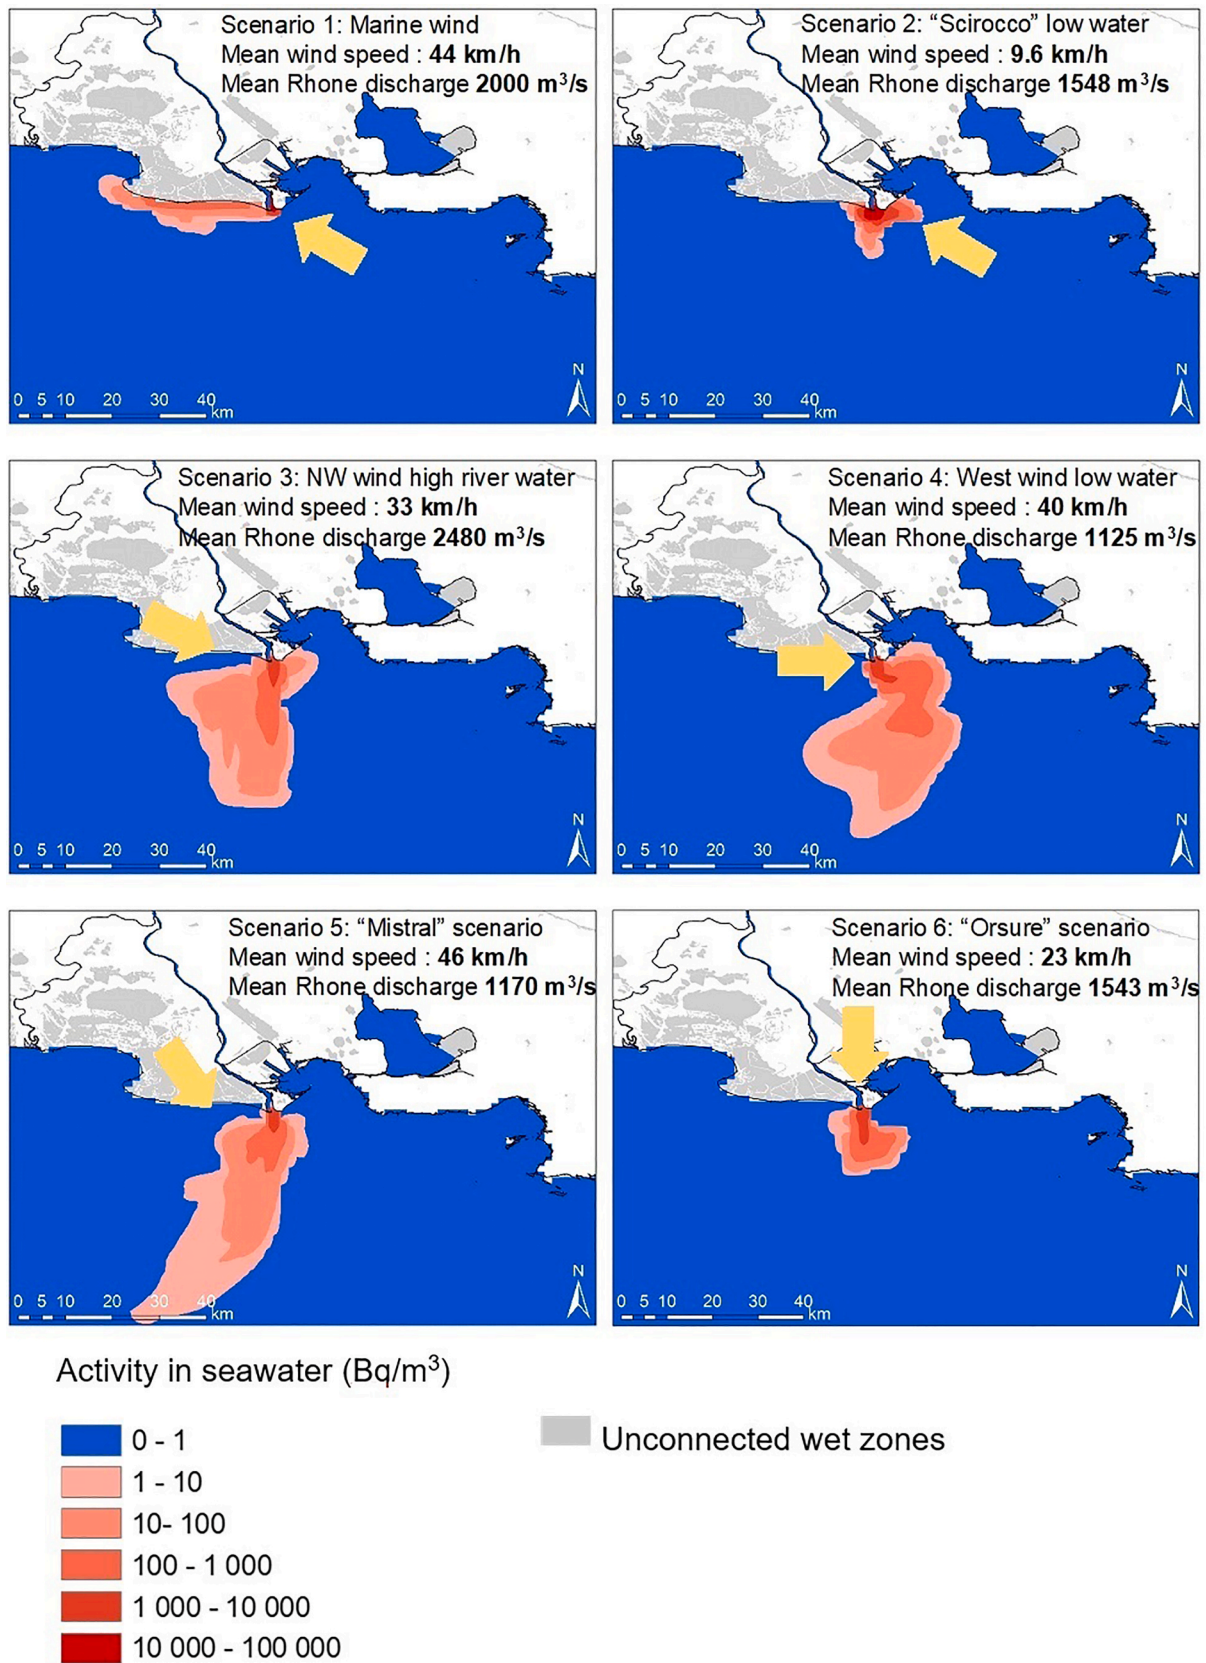 Scenario 1: Marine wind
Mean wind speed : 44 km/h
Mean Rhone discharge 2000 m³/s
N
0 5 10 20 30 40
km
Scenario 2: “Scirocco” low water
Mean wind speed : 9.6 km/h
Mean Rhone discharge 1548 m³/s
N
0 5 10 20 30 40
km
Scenario 3: NW wind high river water
Mean wind speed : 33 km/h
Mean Rhone discharge 2480 m³/s
N
0 5 10 20 30 40
km
Scenario 4: West wind low water
Mean wind speed : 40 km/h
Mean Rhone discharge 1125 m³/s
N
0 5 10 20 30 40
km
Scenario 5: “Mistral” scenario
Mean wind speed : 46 km/h
Mean Rhone discharge 1170 m³/s
N
0 5 10 20 30 40
km
Scenario 6: “Orsure” scenario
Mean wind speed : 23 km/h
Mean Rhone discharge 1543 m³/s
N
0 5 10 20 30 40
km
Activity in seawater (Bq/m³)
0 - 1
1 - 10
10- 100
100 - 1 000
1 000 - 10 000
10 000 - 100 000
Unconnected wet zones